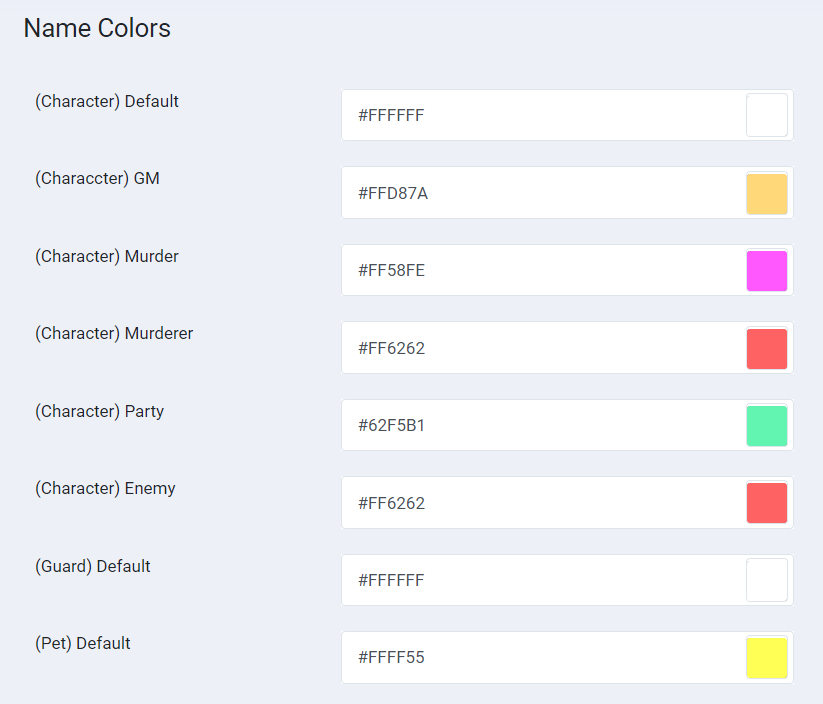 Name Colors
(Character) Default
#FFFFFF
(Characcter) GM
#FFD87A
(Character) Murder
#FF58FE
(Character) Murderer
#FF6262
(Character) Party
#62F5B1
(Character) Enemy
#FF6262
(Guard) Default
#FFFFFF
(Pet) Default
#FFFF55